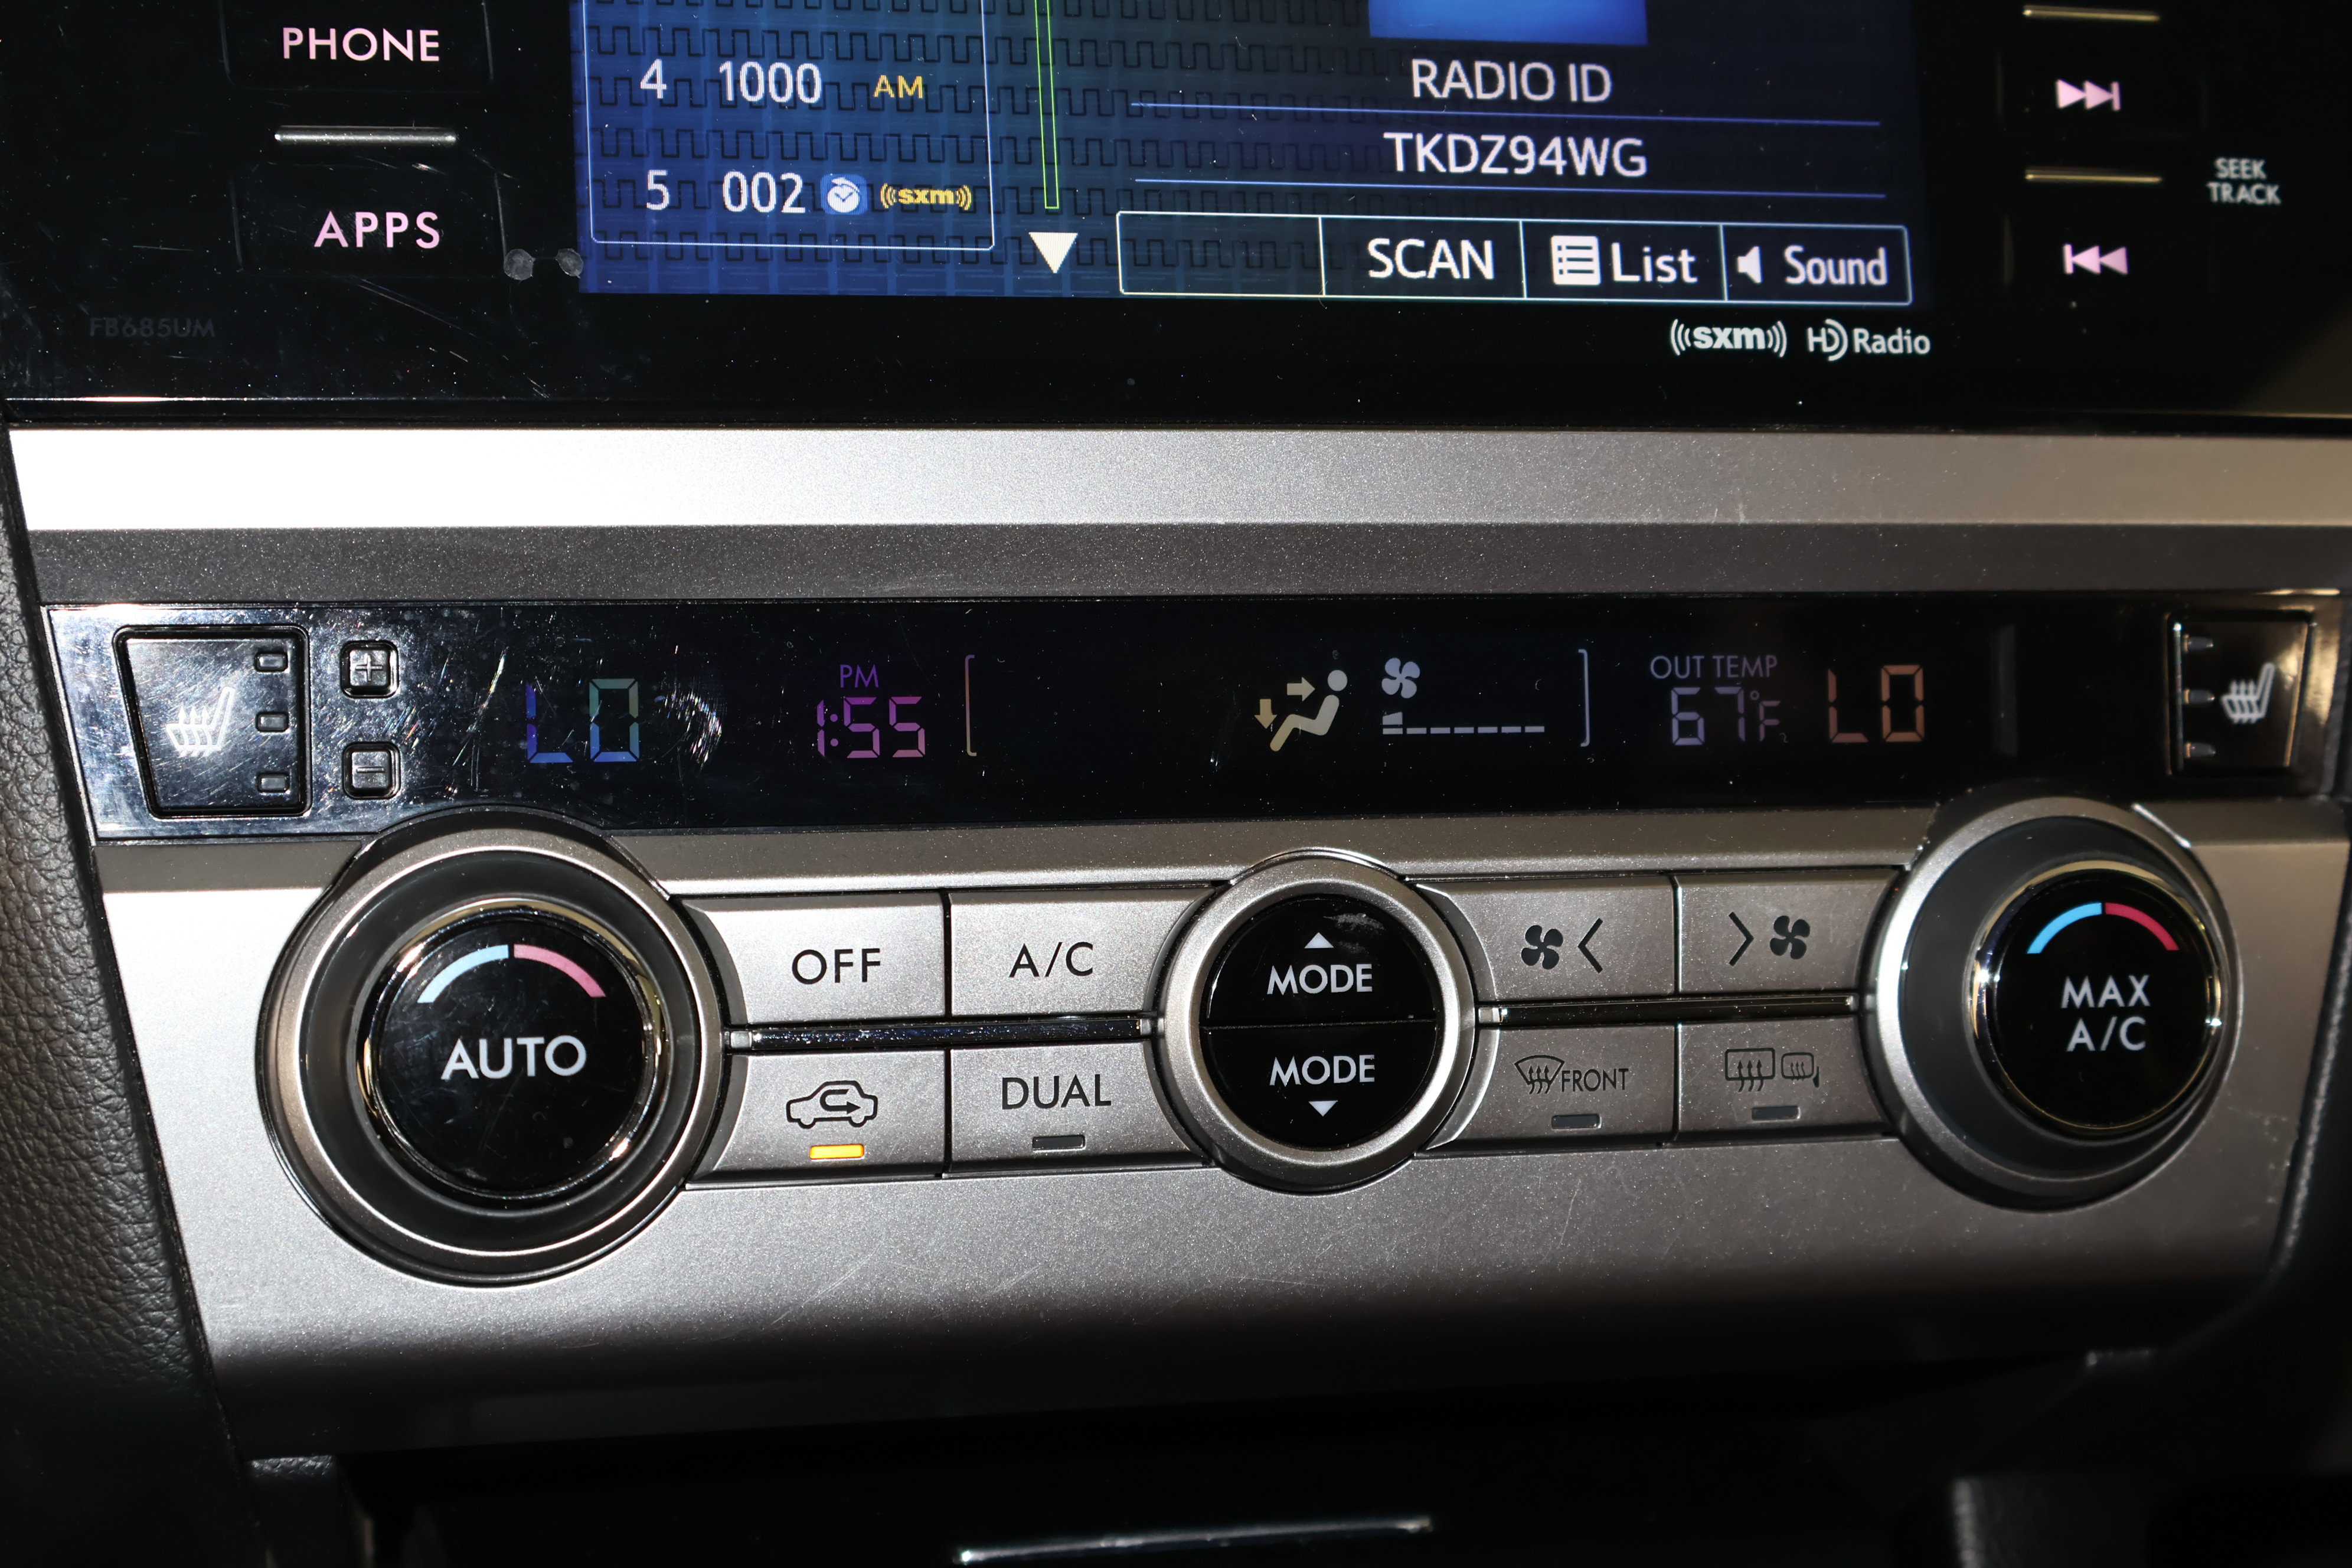 PHONE
4 1000 AM
RADIO ID
TKDZ94WG
SEEK
TRACK
5 002 sxm
APPS
SCAN List Sound
FB685UM
sxm HD Radio
LO
PM
1:55
OUT TEMP
67°F
LO
OFF
A/C
MODE
MAX
A/C
AUTO
DUAL
MODE
FRONT